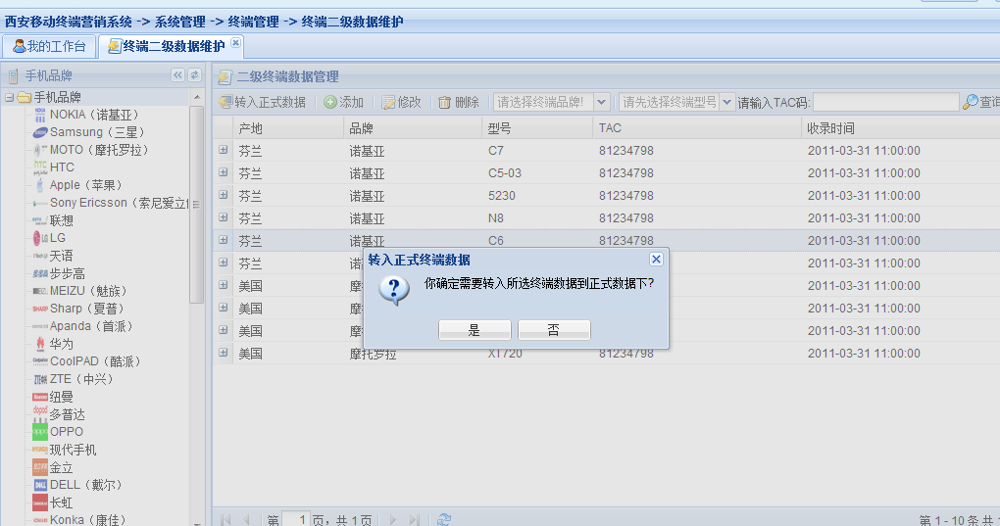 西安移动终端营销系统 -> 系统管理 -> 终端管理 -> 终端二级数据维护
我的工作台 终端二级数据维护
手机品牌
手机品牌
NOKIA（诺基亚）
Samsung（三星）
MOTO（摩托罗拉）
HTC
Apple（苹果）
Sony Ericsson（索尼爱立
联想
LG
天语
步步高
MEIZU（魅族）
Sharp（夏普）
Apanda（首派）
华为
CoolPAD（酷派）
ZTE（中兴）
纽曼
多普达
OPPO
现代手机
金立
DELL（戴尔）
长虹
Konka（康佳）
二级终端数据管理
转入正式数据 添加 修改 删除 请选择终端品牌! 请先选择终端型号 请输入TAC码: 查询
产地 品牌 型号 TAC 收录时间
芬兰 诺基亚 C7 81234798 2011-03-31 11:00:00
芬兰 诺基亚 C5-03 81234798 2011-03-31 11:00:00
芬兰 诺基亚 5230 81234798 2011-03-31 11:00:00
芬兰 诺基亚 N8 81234798 2011-03-31 11:00:00
芬兰 诺基亚 C6 81234798 2011-03-31 11:00:00
芬兰 诺 2011-03-31 11:00:00
美国 摩 2011-03-31 11:00:00
美国 摩 2011-03-31 11:00:00
美国 摩 2011-03-31 11:00:00
美国 摩托罗拉 XT720 81234798 2011-03-31 11:00:00
转入正式终端数据
你确定需要转入所选终端数据到正式数据下?
是 否
第 1 页，共 1 页
第 1 - 10 条 共